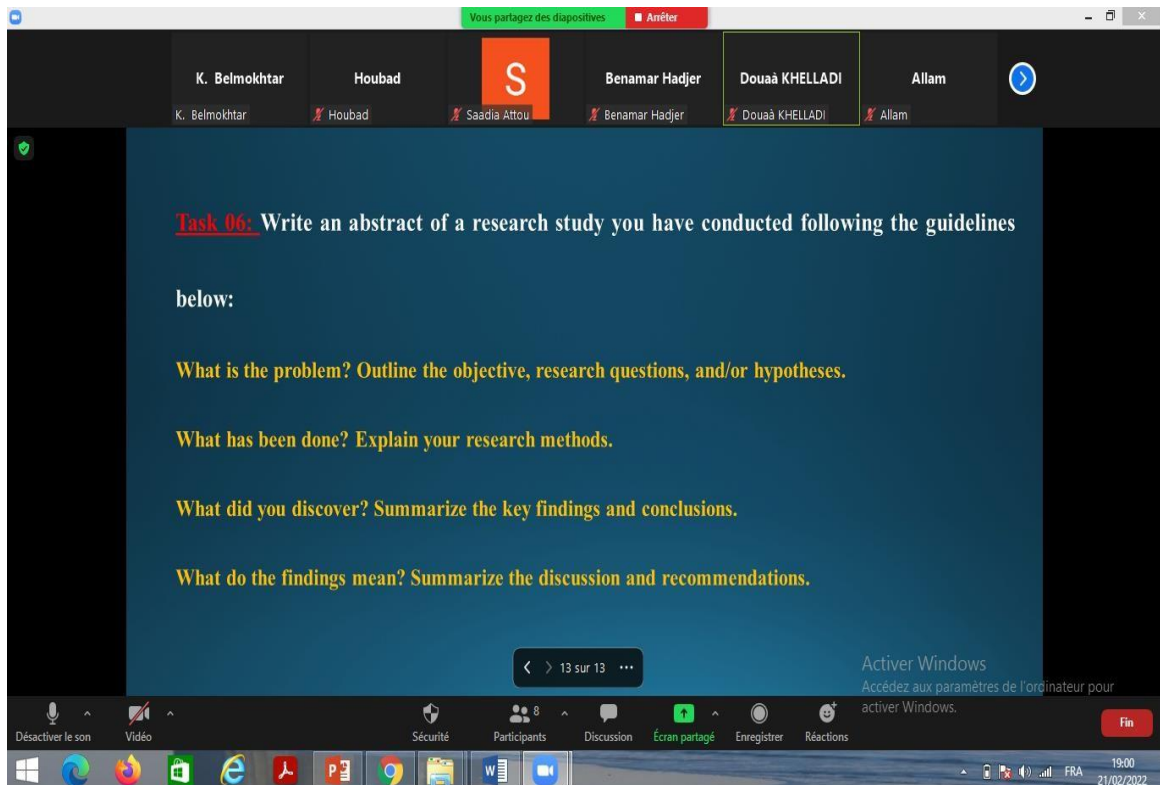 Vous partagez des diapositives Arrêter
K. Belmokhtar Houbad S Benamar Hadjer Douaà KHELLADI Allam
K. Belmokhtar Houbad Saadia Attou Benamar Hadjer Douaà KHELLADI Allam
Task 06: Write an abstract of a research study you have conducted following the guidelines
below:
What is the problem? Outline the objective, research questions, and/or hypotheses.
What has been done? Explain your research methods.
What did you discover? Summarize the key findings and conclusions.
What do the findings mean? Summarize the discussion and recommendations.
13 sur 13
Activer Windows
Accédez aux paramètres de l'ordinateur pour
activer Windows.
8
Désactiver le son Vidéo Sécurité Participants Discussion Écran partagé Enregistrer Réactions Fin
FRA 19:00
21/02/2022